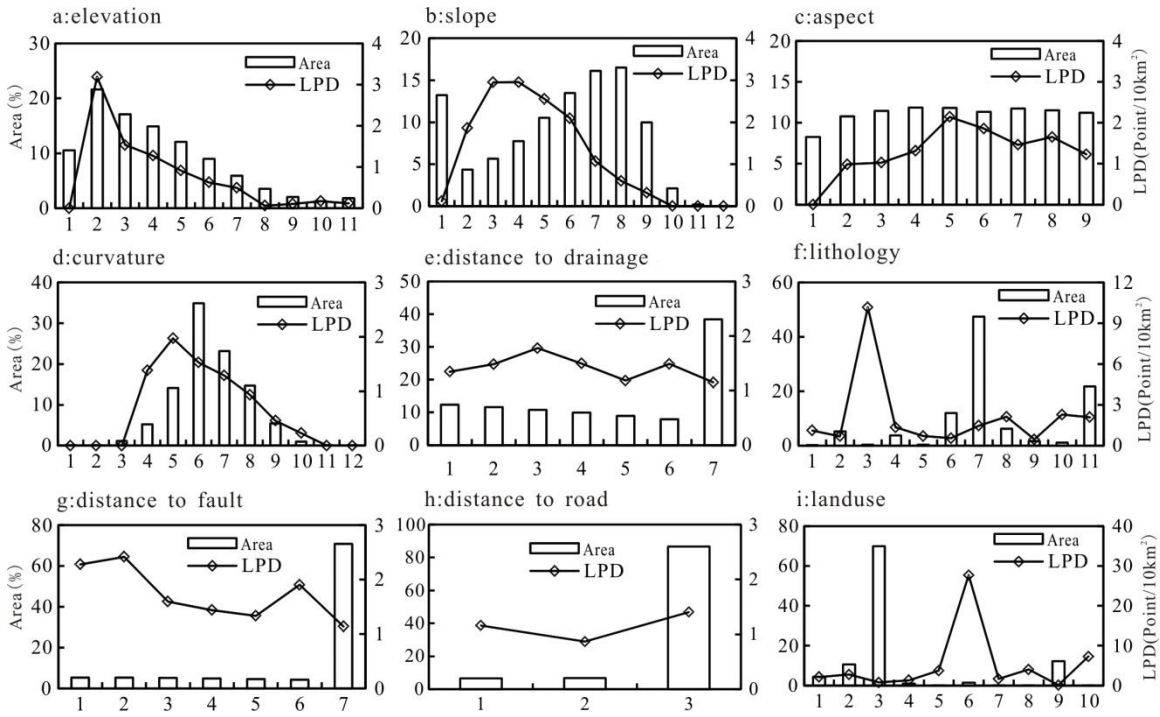 a:elevation
b:slope
c:aspect
30
20
10
0
4
3
2
1
0
Area(%)
Area
LPD
1 2 3 4 5 6 7 8 9 10 11
20
15
10
5
0
4
3
2
1
0
Area
LPD
1 2 3 4 5 6 7 8 9 10 11 12
20
15
10
5
0
4
3
2
1
0
Area
LPD
LPD(Point/10km²)
1 2 3 4 5 6 7 8 9
d:curvature
e:distance to drainage
f:lithology
40
30
20
10
0
3
2
1
0
Area(%)
Area
LPD
1 2 3 4 5 6 7 8 9 10 11 12
50
40
30
20
10
0
3
2
1
0
Area
LPD
1 2 3 4 5 6 7
60
40
20
0
12
9
6
3
0
Area
LPD
LPD(Point/10km²)
1 2 3 4 5 6 7 8 9 10 11
g:distance to fault
h:distance to road
i:landuse
80
60
40
20
0
3
2
1
0
Area(%)
Area
LPD
1 2 3 4 5 6 7
100
80
60
40
20
0
3
2
1
0
Area
LPD
1 2 3
80
60
40
20
0
40
30
20
10
0
Area
LPD
LPD(Point/10km²)
1 2 3 4 5 6 7 8 9 10